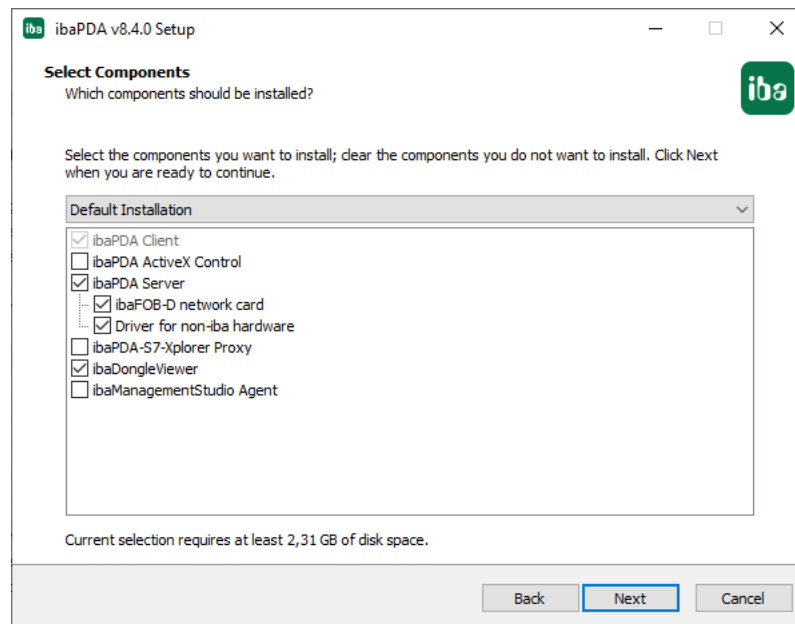 iba ibaPDA v8.4.0 Setup
Select Components
Which components should be installed?
iba
Select the components you want to install; clear the components you do not want to install. Click Next
when you are ready to continue.
Default Installation
ibaPDA Client
ibaPDA ActiveX Control
ibaPDA Server
ibaFOB-D network card
Driver for non-iba hardware
ibaPDA-S7-Xplorer Proxy
ibaDongleViewer
ibaManagementStudio Agent
Current selection requires at least 2,31 GB of disk space.
Back Next Cancel